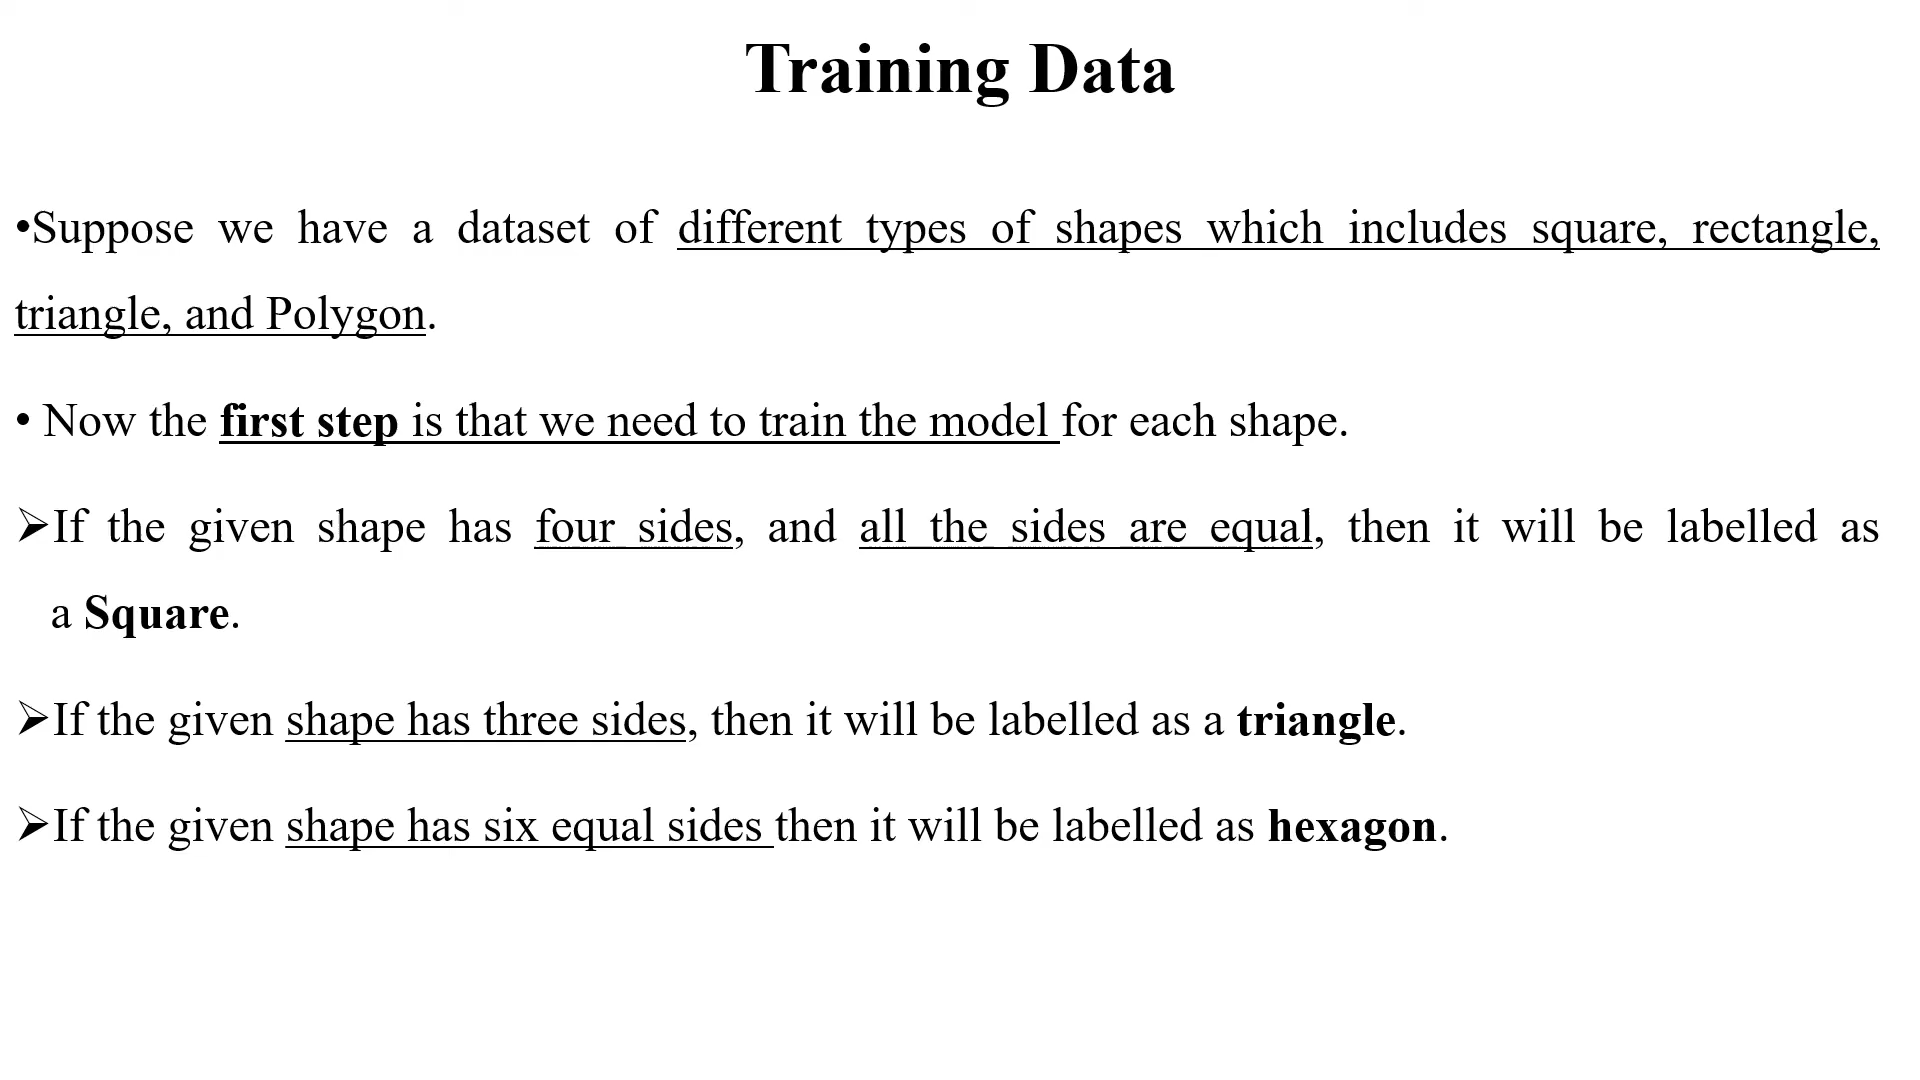 Training Data
•Suppose we have a dataset of different types of shapes which includes square, rectangle,
triangle, and Polygon.
• Now the first step is that we need to train the model for each shape.
➢If the given shape has four sides, and all the sides are equal, then it will be labelled as
a Square.
➢If the given shape has three sides, then it will be labelled as a triangle.
➢If the given shape has six equal sides then it will be labelled as hexagon.